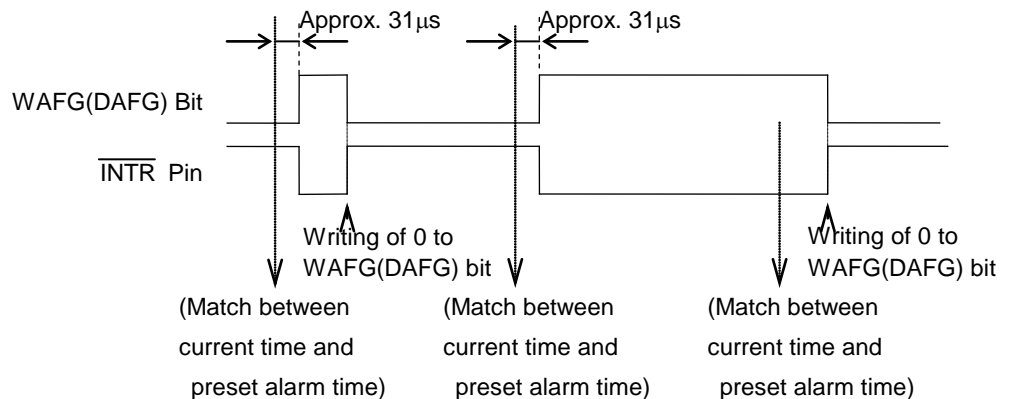 Approx. 31μs Approx. 31μs
WAFG(DAFG) Bit
INTR Pin
Writing of 0 to Writing of 0 to
WAFG(DAFG) bit WAFG(DAFG) bit
(Match between (Match between (Match between
current time and current time and current time and
preset alarm time) preset alarm time) preset alarm time)